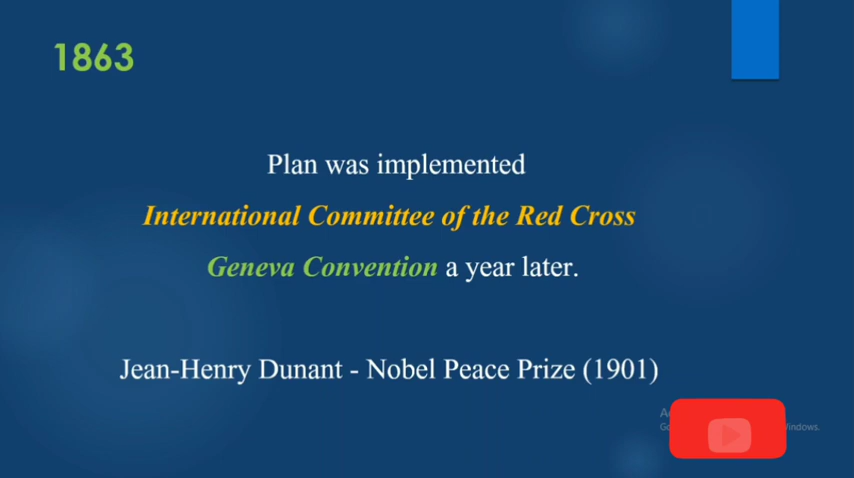 1863
Plan was implemented
International Committee of the Red Cross
Geneva Convention a year later.
Jean-Henry Dunant - Nobel Peace Prize (1901)
Windows.